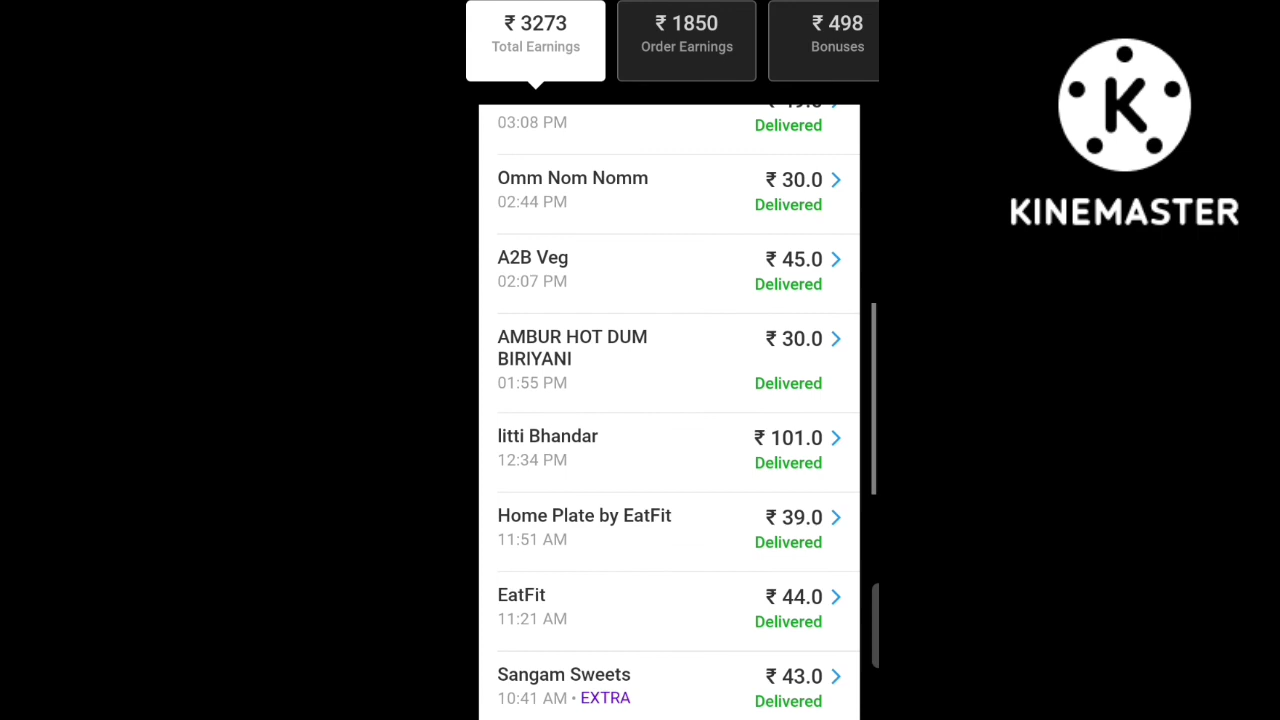 ₹ 3273
Total Earnings
₹ 1850
Order Earnings
₹ 498
Bonuses
03:08 PM
Delivered
Omm Nom Nomm
₹ 30.0
02:44 PM
Delivered
A2B Veg
₹ 45.0
02:07 PM
Delivered
AMBUR HOT DUM
BIRIYANI
₹ 30.0
01:55 PM
Delivered
litti Bhandar
₹ 101.0
12:34 PM
Delivered
Home Plate by EatFit
₹ 39.0
11:51 AM
Delivered
EatFit
₹ 44.0
11:21 AM
Delivered
Sangam Sweets
₹ 43.0
10:41 AM • EXTRA
Delivered
K
KINEMASTER